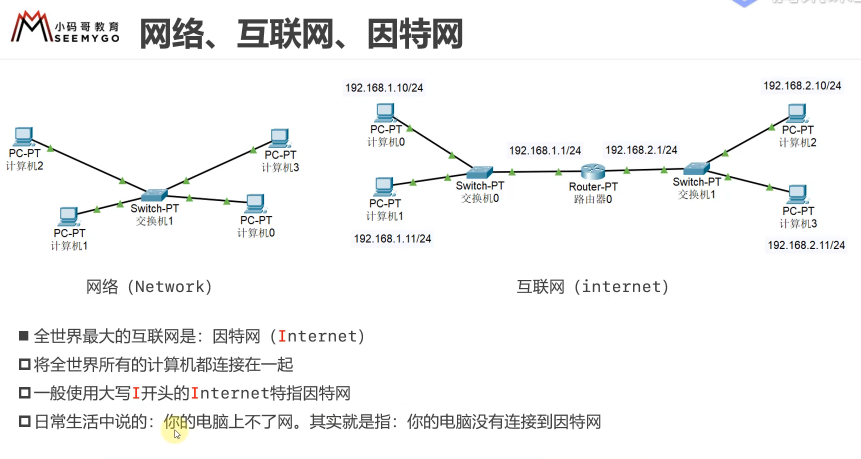 小码哥教育
SEEMYGO
网络、互联网、因特网
192.168.1.10/24
192.168.2.10/24
PC-PT
计算机2
PC-PT
计算机3
PC-PT
计算机0
PC-PT
计算机2
192.168.1.1/24
192.168.2.1/24
Switch-PT
交换机1
PC-PT
计算机1
PC-PT
计算机0
PC-PT
计算机1
Switch-PT
交换机0
Router-PT
路由器0
Switch-PT
交换机1
PC-PT
计算机3
192.168.1.11/24
192.168.2.11/24
网络（Network）
互联网（internet）
全世界最大的互联网是：因特网（Internet）
将全世界所有的计算机都连接在一起
一般使用大写I开头的Internet特指因特网
日常生活中说的：你的电脑上不了网。其实就是指：你的电脑没有连接到因特网